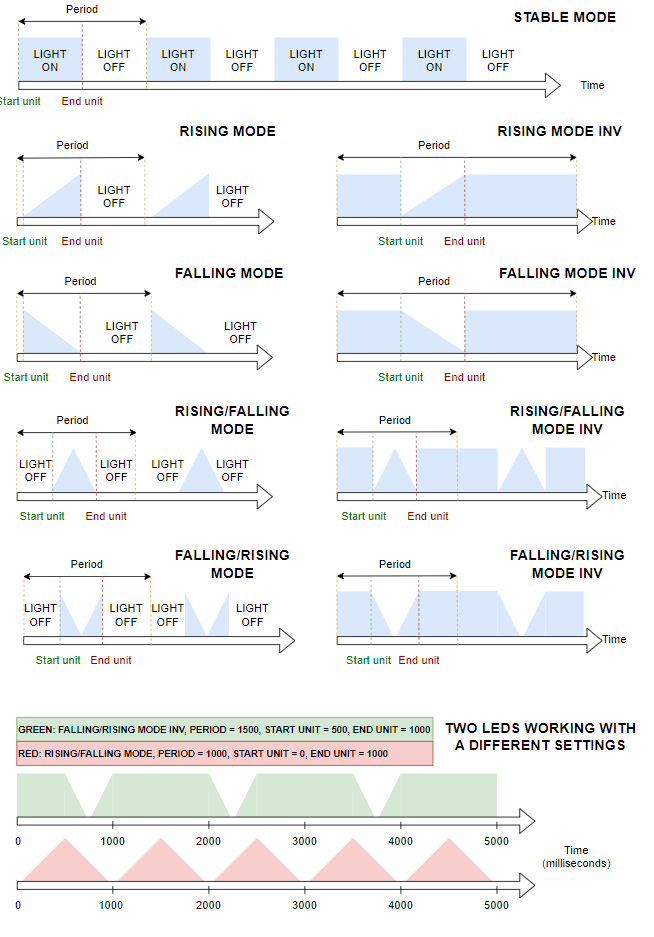 Period
STABLE MODE
LIGHT ON
LIGHT OFF
LIGHT ON
LIGHT OFF
LIGHT ON
LIGHT OFF
LIGHT ON
LIGHT OFF
Time
Start unit
End unit
RISING MODE
Period
LIGHT OFF
LIGHT OFF
Start unit
End unit
RISING MODE INV
Period
Time
Start unit
End unit
FALLING MODE
Period
LIGHT OFF
LIGHT OFF
Start unit
End unit
FALLING MODE INV
Period
Time
Start unit
End unit
RISING/FALLING
MODE
Period
LIGHT OFF
LIGHT OFF
LIGHT OFF
LIGHT OFF
Start unit
End unit
RISING/FALLING
MODE INV
Period
Time
Start unit
End unit
FALLING/RISING
MODE
Period
LIGHT OFF
LIGHT OFF
LIGHT OFF
LIGHT OFF
Start unit
End unit
FALLING/RISING
MODE INV
Period
Time
Start unit
End unit
GREEN: FALLING/RISING MODE INV, PERIOD = 1500, START UNIT = 500, END UNIT = 1000
RED: RISING/FALLING MODE, PERIOD = 1000, START UNIT = 0, END UNIT = 1000
TWO LEDS WORKING WITH
A DIFFERENT SETTINGS
0 1000 2000 3000 4000 5000
Time
(milliseconds)
0 1000 2000 3000 4000 5000